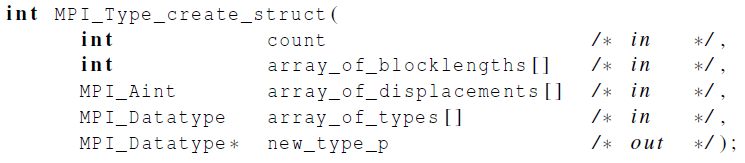 int MPI_Type_create_struct(
int count /* in */,
int array_of_blocklengths[] /* in */,
MPI_Aint array_of_displacements[] /* in */,
MPI_Datatype array_of_types[] /* in */,
MPI_Datatype* new_type_p /* out */);